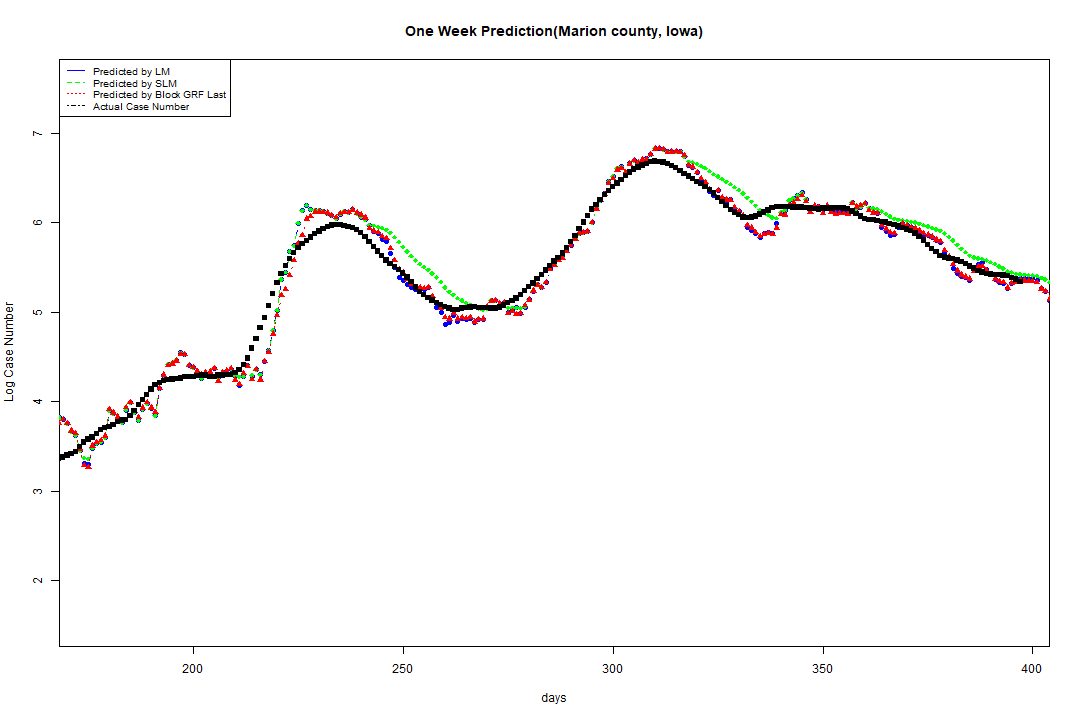 One Week Prediction(Marion county, Iowa)
Predicted by LM
Predicted by SLM
Predicted by Block GRF Last
Actual Case Number
7
6
5
4
3
2
Log Case Number
200 250 300 350 400
days